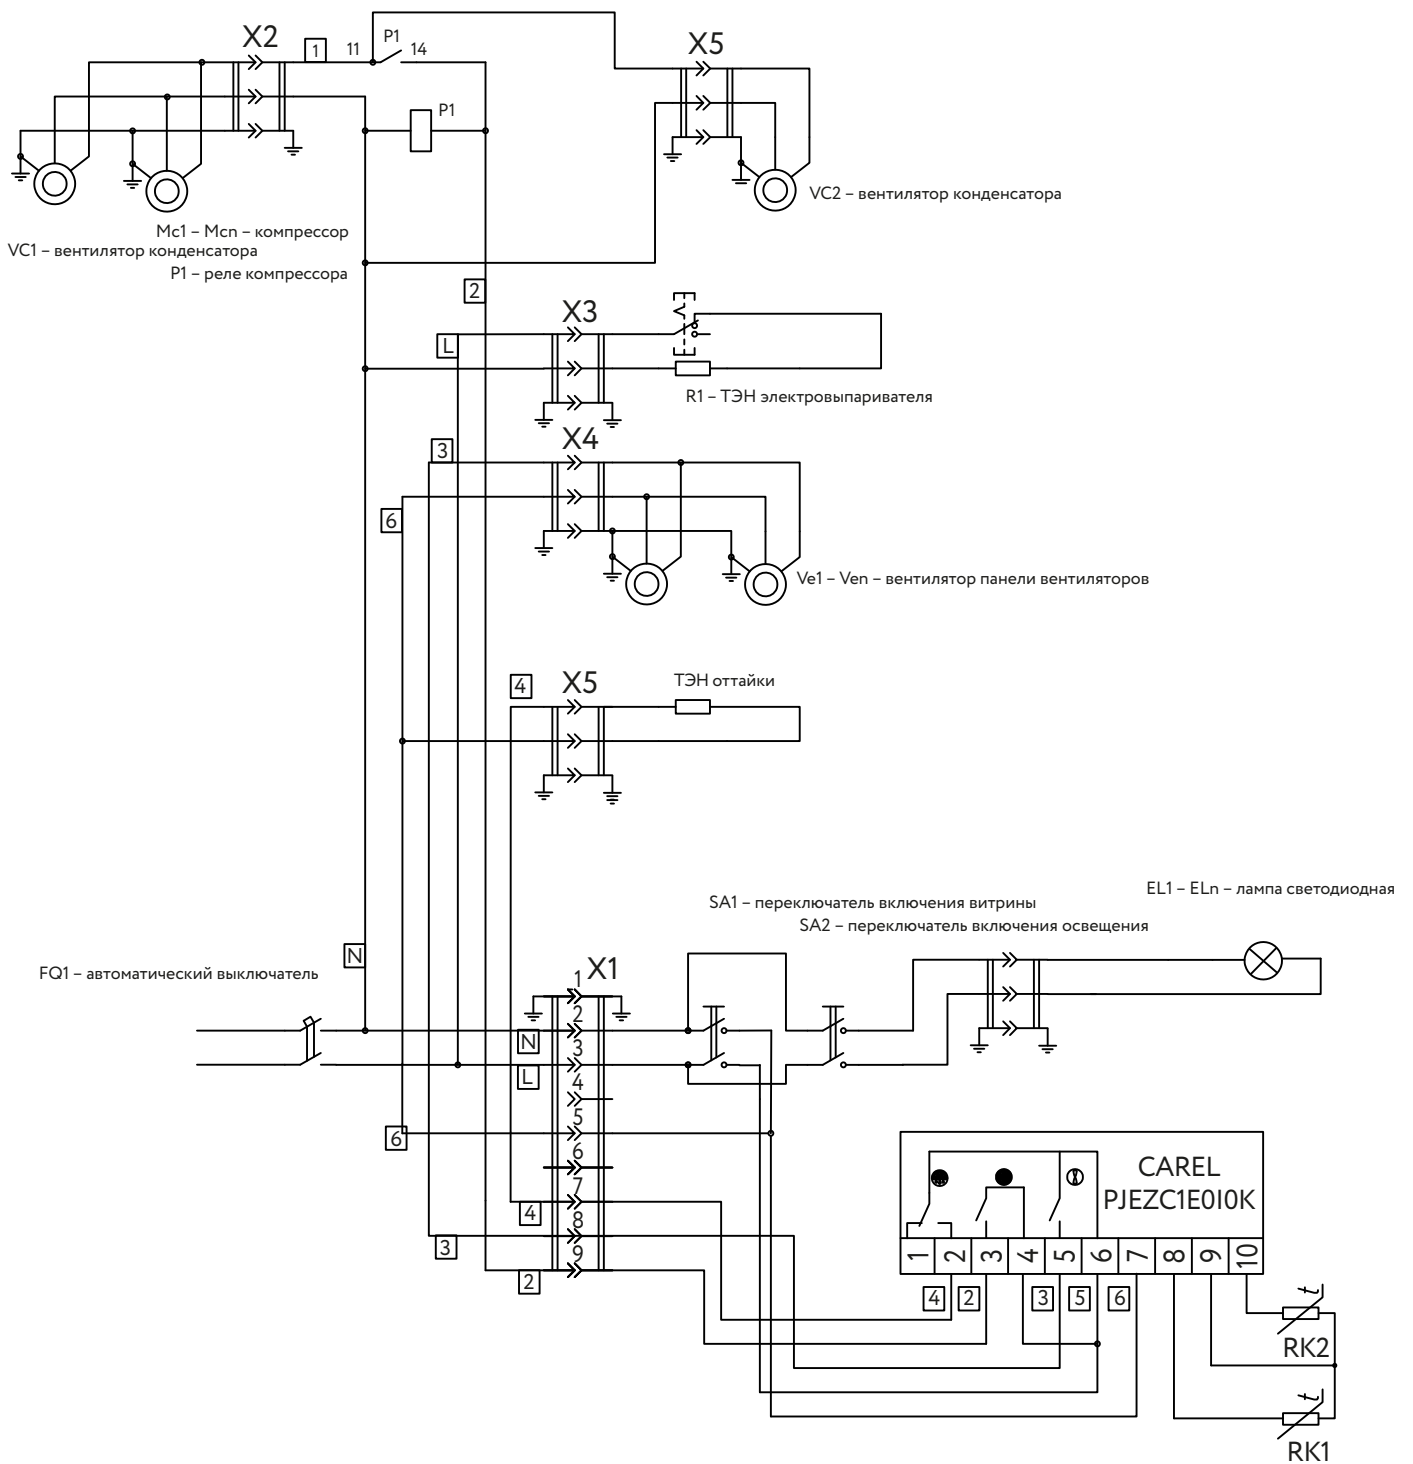 X2
1
11
P1
14
X5
P1
VC2 – вентилятор конденсатора
Mc1 – Mcn – компрессор
VC1 – вентилятор конденсатора
P1 – реле компрессора
2
X3
L
R1 – ТЭН электровыпаривателя
3
X4
6
Ve1 – Ven – вентилятор панели вентиляторов
4
X5
ТЭН оттайки
EL1 – ELn – лампа светодиодная
SA1 – переключатель включения витрины
SA2 – переключатель включения освещения
N
FQ1 – автоматический выключатель
X1
1
2
N
3
L
4
5
6
6
7
4
8
3
9
2
CAREL
PJEZC1E0I0K
1 2 3 4 5 6 7 8 9 10
4 2 3 5 6
t
RK2
t
RK1